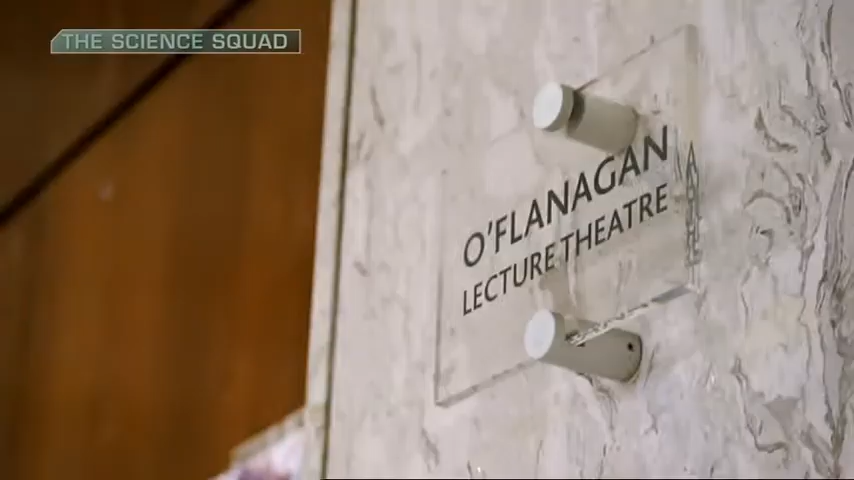 THE SCIENCE SQUAD
O'FLANAGAN
LECTURE THEATRE